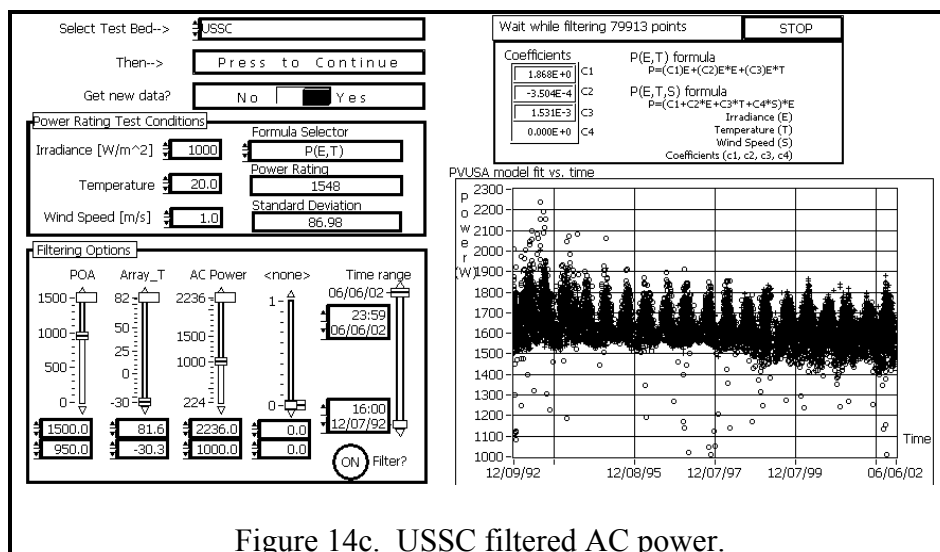 Select Test Bed-->
USSC
Then-->
Press to Continue
Get new data?
No
Yes
Power Rating Test Conditions
Irradiance [W/m^2]
1000
Temperature
20.0
Wind Speed [m/s]
1.0
Formula Selector
P(E,T)
Power Rating
1548
Standard Deviation
86.98
Filtering Options
POA
Array_T
AC Power
<none>
Time range
06/06/02
1500
1000
500
0
82
50
25
0
-30
2236
1500
1000
224
1
0
23:59
06/06/02
16:00
12/07/92
1500.0
950.0
81.6
-30.3
2236.0
1000.0
0.0
0.0
ON
Filter?
Wait while filtering 79913 points
STOP
Coefficients
1.868E+0 C1
-3.504E-4 C2
1.531E-3 C3
0.000E+0 C4
P(E,T) formula
P=(C1)E+(C2)E*E+(C3)E*T
P(E,T,S) formula
P=(C1+C2*E+C3*T+C4*S)*E
Irradiance (E)
Temperature (T)
Wind Speed (S)
Coefficients (c1, c2, c3, c4)
PVUSA model fit vs. time
Power (W)
2300
2200
2100
2000
1900
1800
1700
1600
1500
1400
1300
1200
1100
1000
Time
12/09/92
12/08/95
12/07/97
12/07/99
06/06/02
Figure 14c. USSC filtered AC power.